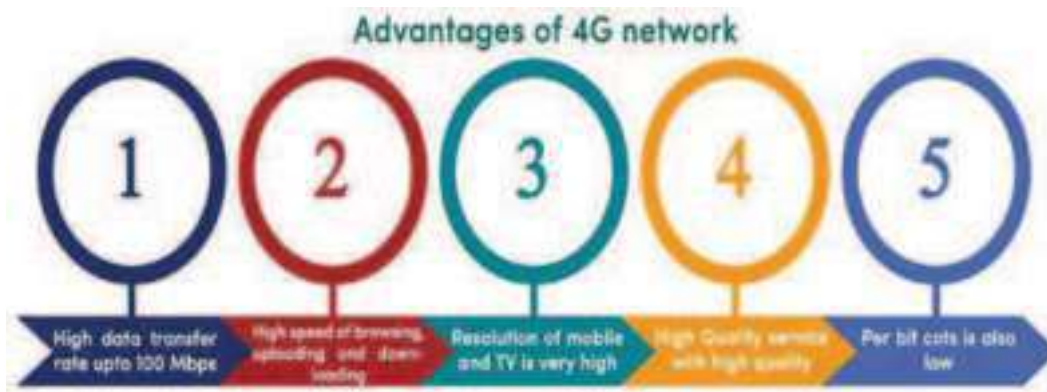 Advantages of 4G network
1
2
3
4
5
High data transfer
rate upto 100 Mbpe
High speed of browsing,
uploading and down-
loading
Resolution of mobile
and TV is very high
High Quality service
with high quality
Per bit cots is also
low